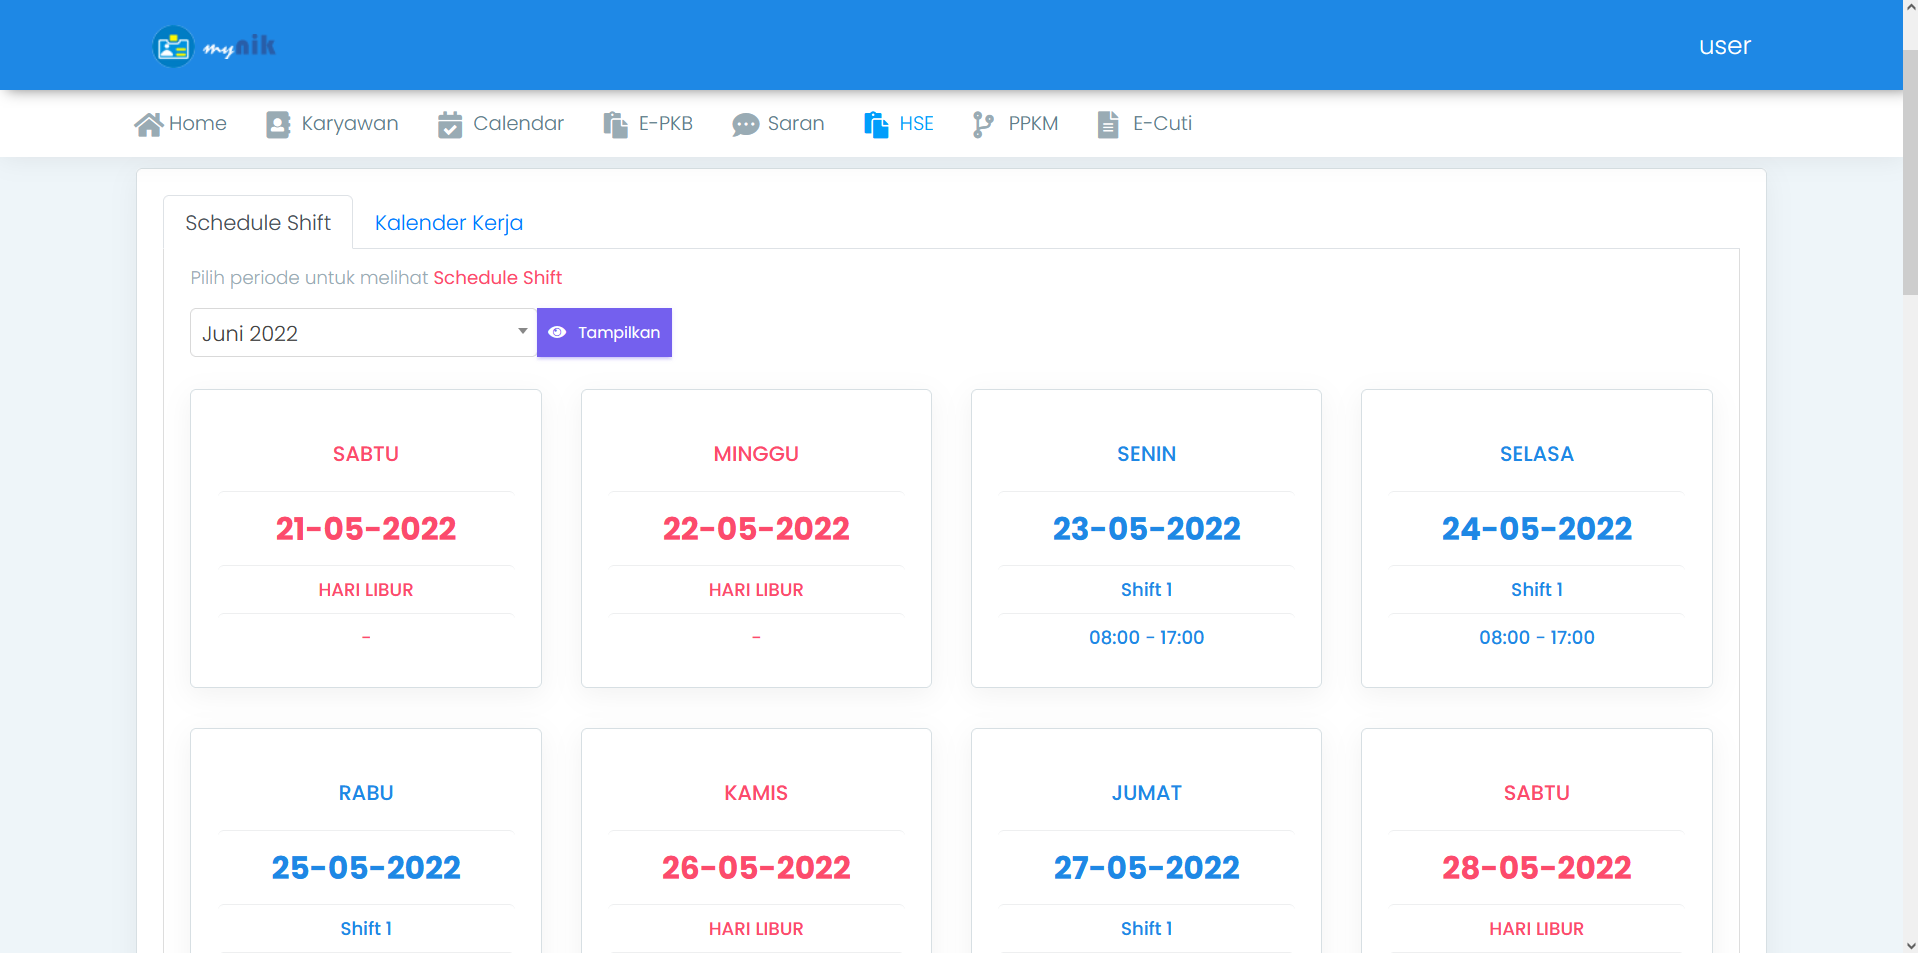 mynik
user
Home Karyawan Calendar E-PKB Saran HSE PPKM E-Cuti
Schedule Shift Kalender Kerja
Pilih periode untuk melihat Schedule Shift
Juni 2022 Tampilkan
SABTU MINGGU SENIN SELASA
21-05-2022 22-05-2022 23-05-2022 24-05-2022
HARI LIBUR HARI LIBUR Shift 1 Shift 1
- - 08:00 - 17:00 08:00 - 17:00
RABU KAMIS JUMAT SABTU
25-05-2022 26-05-2022 27-05-2022 28-05-2022
Shift 1 HARI LIBUR Shift 1 HARI LIBUR